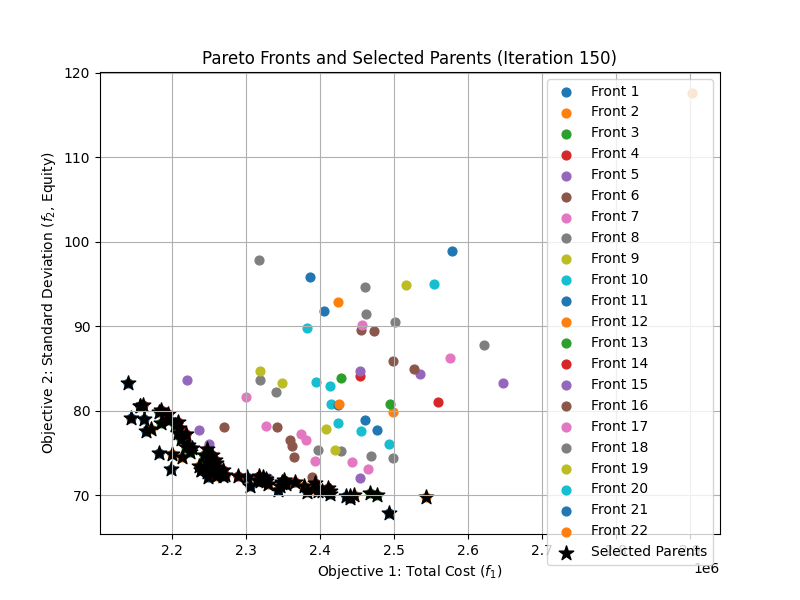 Pareto Fronts and Selected Parents (Iteration 150)
120
110
100
90
80
70
Objective 2: Standard Deviation (f₂, Equity)
2.2
2.3
2.4
2.5
2.6
2.7
Objective 1: Total Cost (f₁)
1e6
Front 1
Front 2
Front 3
Front 4
Front 5
Front 6
Front 7
Front 8
Front 9
Front 10
Front 11
Front 12
Front 13
Front 14
Front 15
Front 16
Front 17
Front 18
Front 19
Front 20
Front 21
Front 22
Selected Parents